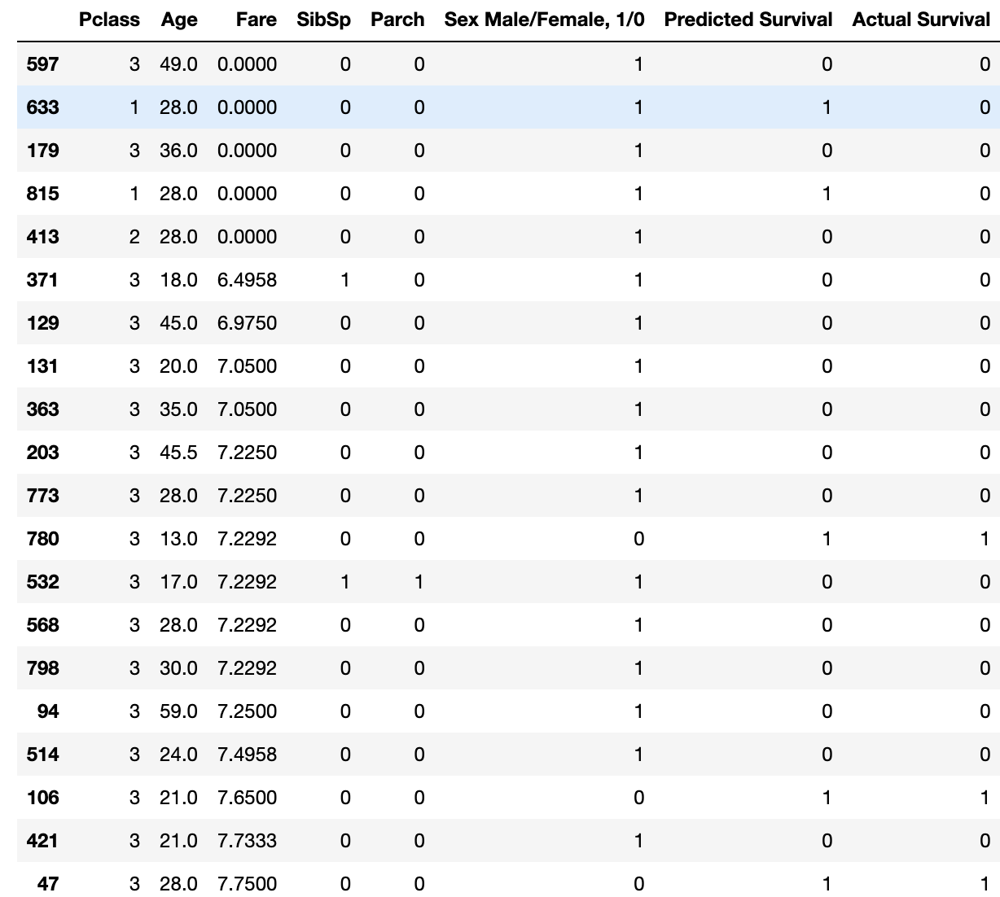 Pclass Age Fare SibSp Parch Sex Male/Female, 1/0 Predicted Survival Actual Survival
597 3 49.0 0.0000 0 0 1 0 0
633 1 28.0 0.0000 0 0 1 1 0
179 3 36.0 0.0000 0 0 1 0 0
815 1 28.0 0.0000 0 0 1 1 0
413 2 28.0 0.0000 0 0 1 0 0
371 3 18.0 6.4958 1 0 1 0 0
129 3 45.0 6.9750 0 0 1 0 0
131 3 20.0 7.0500 0 0 1 0 0
363 3 35.0 7.0500 0 0 1 0 0
203 3 45.5 7.2250 0 0 1 0 0
773 3 28.0 7.2250 0 0 1 0 0
780 3 13.0 7.2292 0 0 0 1 1
532 3 17.0 7.2292 1 1 1 0 0
568 3 28.0 7.2292 0 0 1 0 0
798 3 30.0 7.2292 0 0 1 0 0
94 3 59.0 7.2500 0 0 1 0 0
514 3 24.0 7.4958 0 0 1 0 0
106 3 21.0 7.6500 0 0 0 1 1
421 3 21.0 7.7333 0 0 1 0 0
47 3 28.0 7.7500 0 0 0 1 1